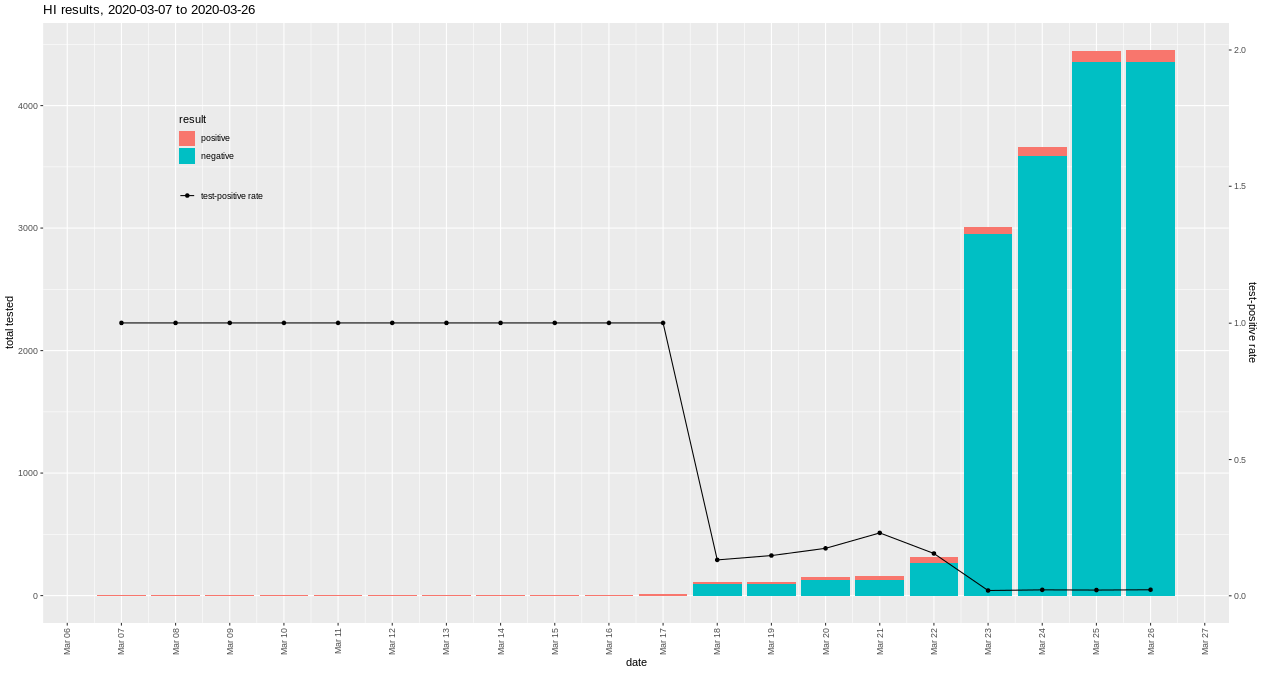 HI results, 2020-03-07 to 2020-03-26
total tested
4000
3000
2000
1000
0
result
positive
negative
test-positive rate
2.0
1.5
1.0
0.5
0.0
test-positive rate
Mar 06
Mar 07
Mar 08
Mar 09
Mar 10
Mar 11
Mar 12
Mar 13
Mar 14
Mar 15
Mar 16
Mar 17
Mar 18
Mar 19
Mar 20
Mar 21
Mar 22
Mar 23
Mar 24
Mar 25
Mar 26
Mar 27
date